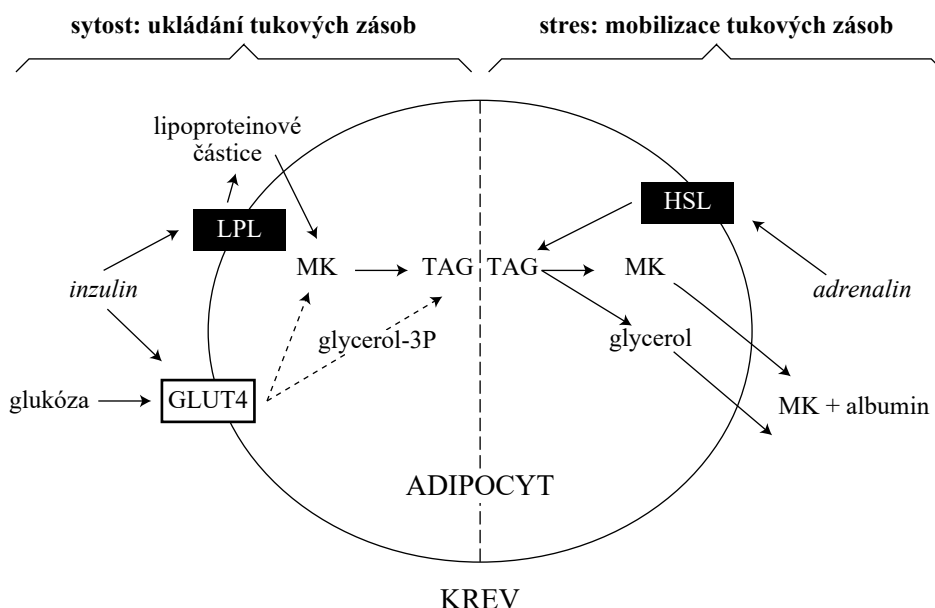 sytost: ukládání tukových zásob
stres: mobilizace tukových zásob
lipoproteinové
částice
LPL
HSL
MK
TAG
TAG
MK
inzulin
adrenalin
glycerol-3P
glycerol
glukóza
GLUT4
MK + albumin
ADIPOCYT
KREV